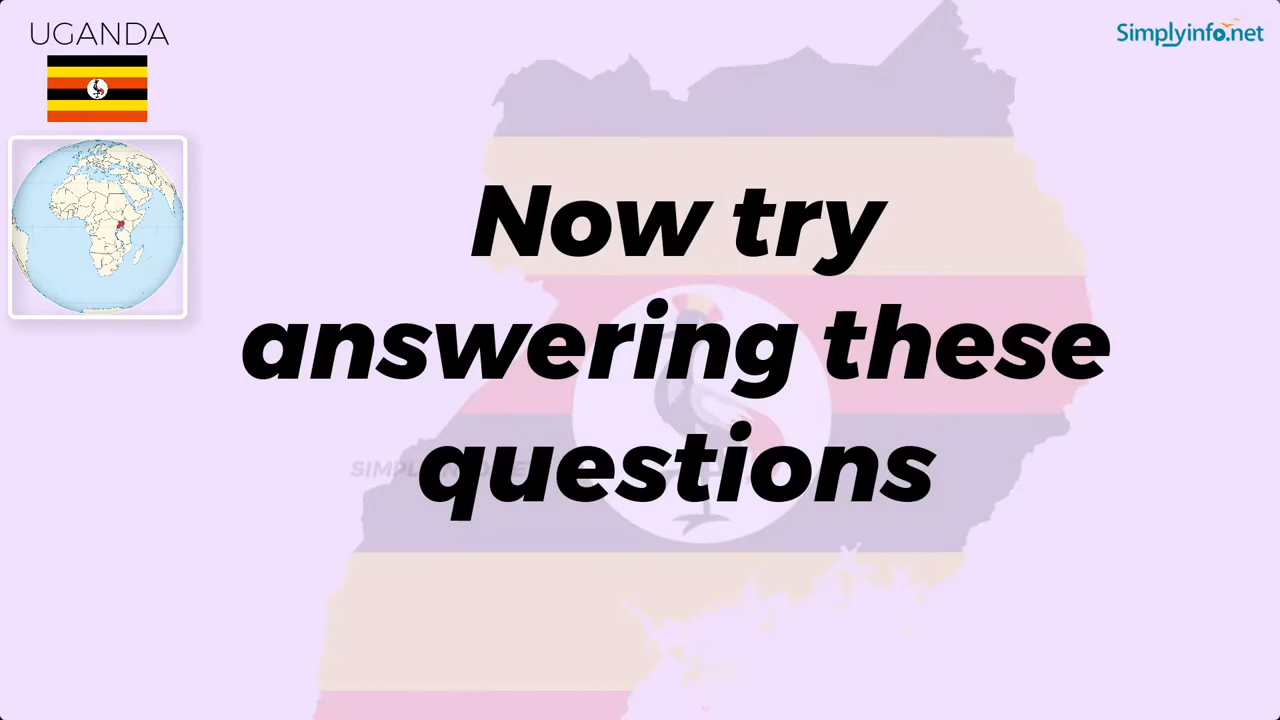 UGANDA
Simplyinfo.net
Now try
answering these
questions